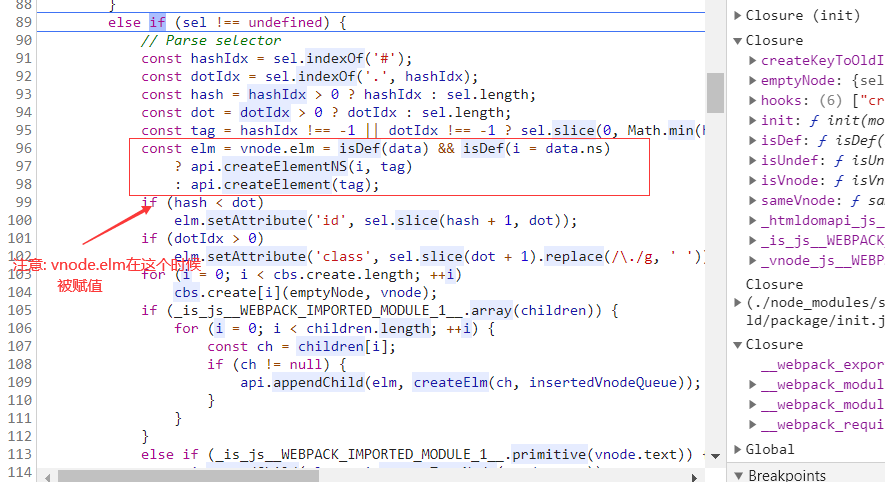 88 }
89 else if (sel !== undefined) {
90 // Parse selector
91 const hashIdx = sel.indexOf('#');
92 const dotIdx = sel.indexOf('.', hashIdx);
93 const hash = hashIdx > 0 ? hashIdx : sel.length;
94 const dot = dotIdx > 0 ? dotIdx : sel.length;
95 const tag = hashIdx !== -1 || dotIdx !== -1 ? sel.slice(0, Math.min(h
96 const elm = vnode.elm = isDef(data) && isDef(i = data.ns)
97 ? api.createElementNS(i, tag)
98 : api.createElement(tag);
99 if (hash < dot)
100 elm.setAttribute('id', sel.slice(hash + 1, dot));
101 if (dotIdx > 0)
102 elm.setAttribute('class', sel.slice(dot + 1).replace(/\./g, ' ')
注意: vnode.elm在这个时候
被赋值
103 for (i = 0; i < cbs.create.length; ++i)
104 cbs.create[i](emptyNode, vnode);
105 if (_is_js__WEBPACK_IMPORTED_MODULE_1__.array(children)) {
106 for (i = 0; i < children.length; ++i) {
107 const ch = children[i];
108 if (ch != null) {
109 api.appendChild(elm, createElm(ch, insertedVnodeQueue));
110 }
111 }
112 }
113 else if (_is_js__WEBPACK_IMPORTED_MODULE_1__.primitive(vnode.text))
114
Closure (init)
Closure
createKeyToOldI
emptyNode: {sel
hooks: (6) ["cr
init: ƒ init(mo
isDef: ƒ isDef(
isUndef: ƒ isUn
isVnode: ƒ isVn
sameVnode: ƒ sa
_htmldomapi_js_
_is_js__WEBPACK
_vnode_js__WEBP
Closure
(./node_modules/s
ld/package/init.j
Closure
__webpack_expor
__webpack_modul
__webpack_modul
__webpack_requi
Global
Breakpoints